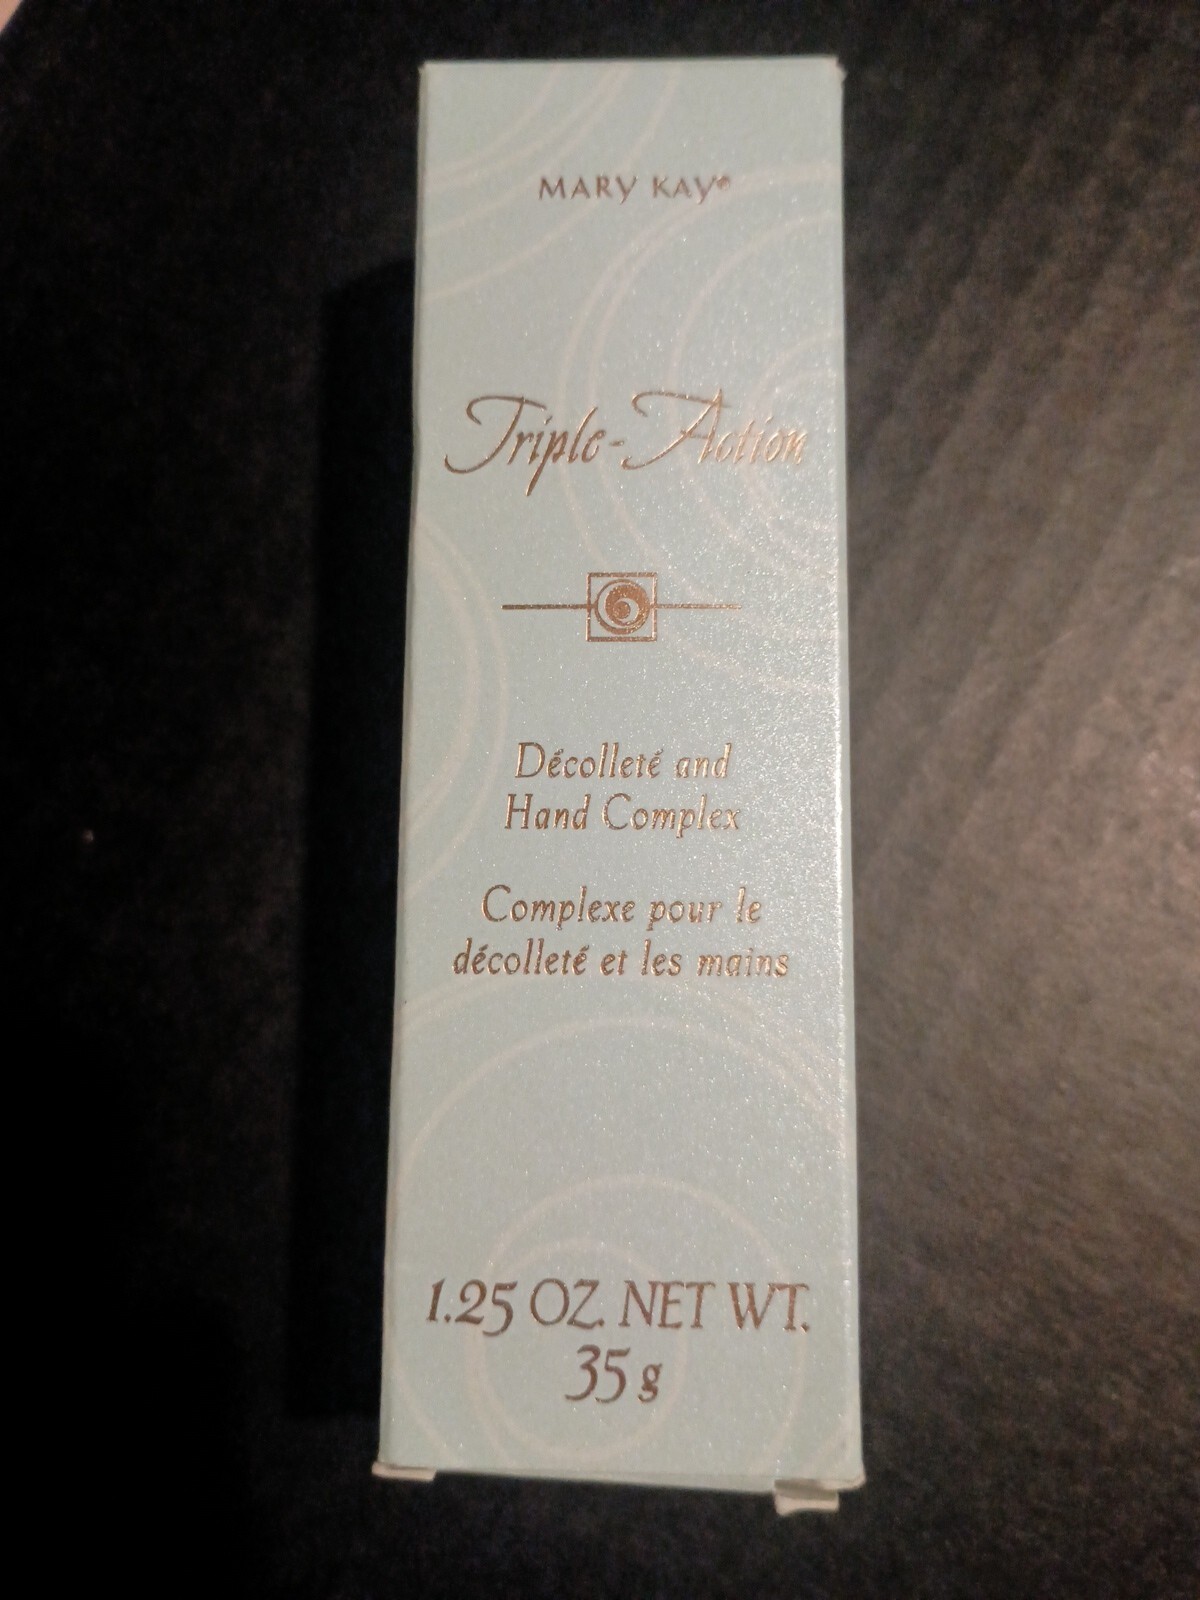 MARY KAY®
Triple-Action
Décolleté and
Hand Complex
Complexe pour le
décolleté et les mains
1.25 OZ. NET WT.
35 g